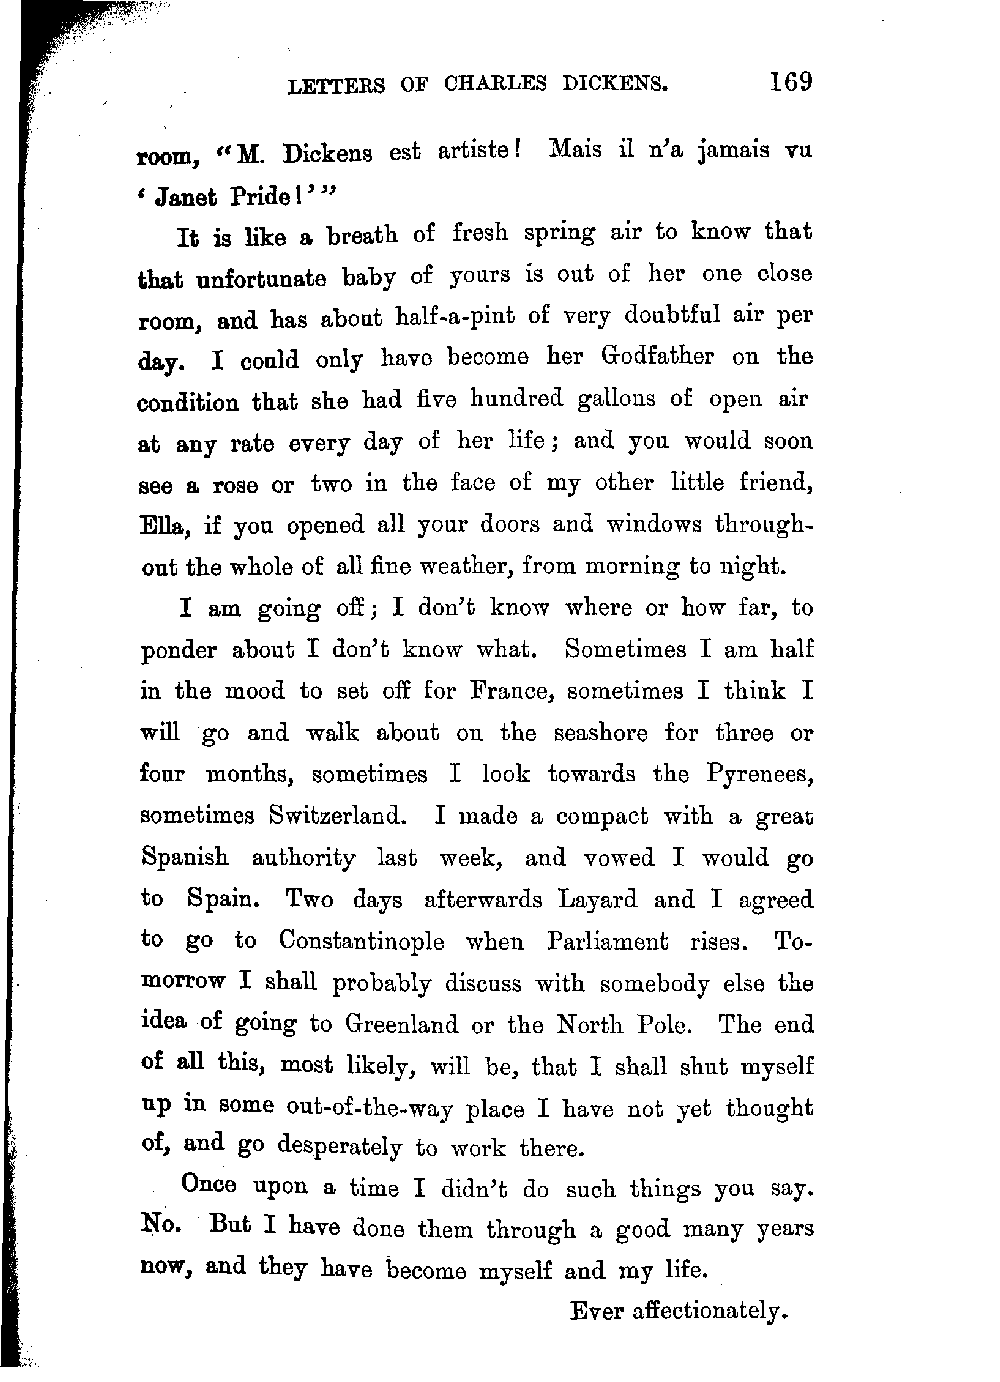 LETTERS OF CHARLES DICKENS. 169
room, “M. Dickens est artiste! Mais il n’a jamais vu
‘Janet Pride!’”
It is like a breath of fresh spring air to know that
that unfortunate baby of yours is out of her one close
room, and has about half-a-pint of very doubtful air per
day. I could only have become her Godfather on the
condition that she had five hundred gallons of open air
at any rate every day of her life; and you would soon
see a rose or two in the face of my other little friend,
Ella, if you opened all your doors and windows through-
out the whole of all fine weather, from morning to night.
I am going off; I don’t know where or how far, to
ponder about I don’t know what. Sometimes I am half
in the mood to set off for France, sometimes I think I
will go and walk about on the seashore for three or
four months, sometimes I look towards the Pyrenees,
sometimes Switzerland. I made a compact with a great
Spanish authority last week, and vowed I would go
to Spain. Two days afterwards Layard and I agreed
to go to Constantinople when Parliament rises. To-
morrow I shall probably discuss with somebody else the
idea of going to Greenland or the North Pole. The end
of all this, most likely, will be, that I shall shut myself
up in some out-of-the-way place I have not yet thought
of, and go desperately to work there.
Once upon a time I didn’t do such things you say.
No. But I have done them through a good many years
now, and they have become myself and my life.
Ever affectionately.